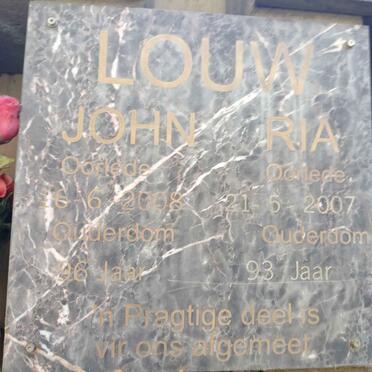 LOUW
JOHN RIA
Oorlede Oorlede
6-6-2008 21-6-2007
Ouderdom Ouderdom
96 Jaar 93 Jaar
'n Pragtige deel is
vir ons afgemeet